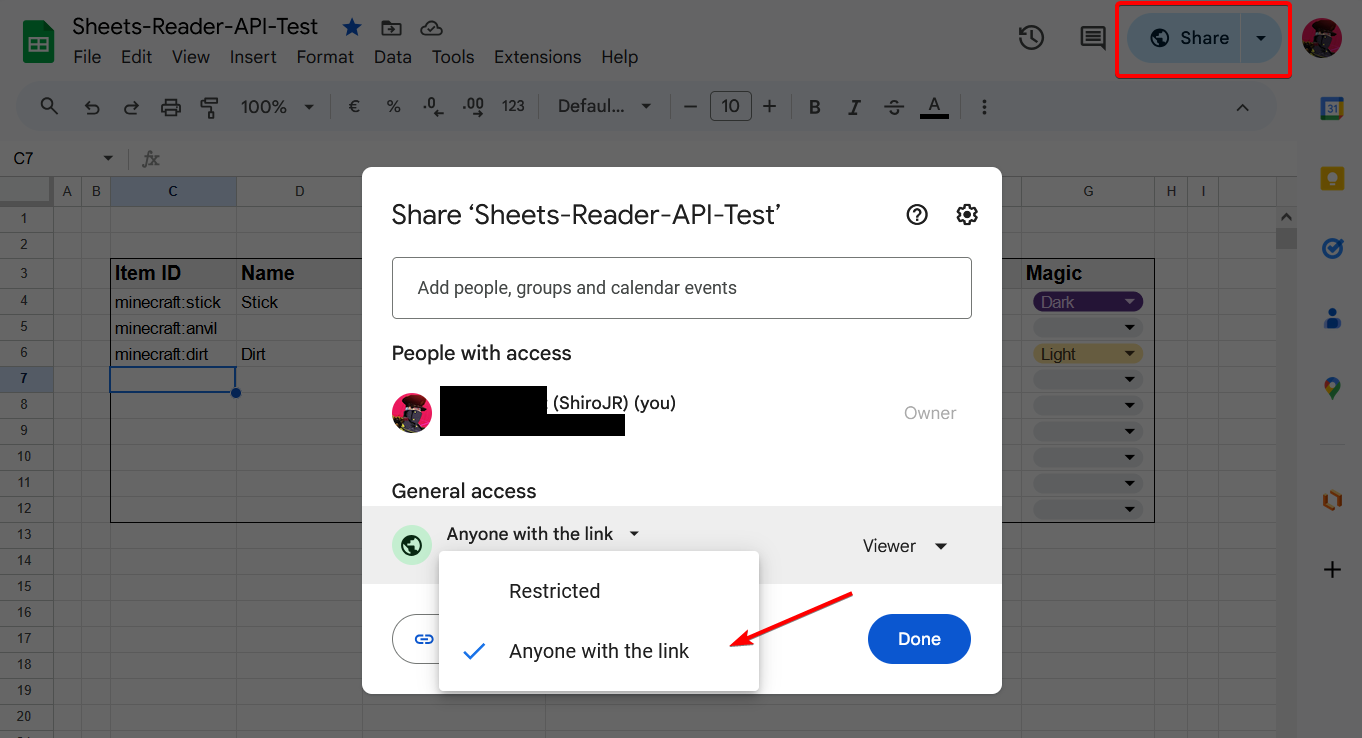 Sheets-Reader-API-Test
File Edit View Insert Format Data Tools Extensions Help
Share
100% € % .0 .00 123 Defaul... 10 B I S A
31
C7 fx
A B C D G H I
1
2
3 Item ID Name Magic
4 minecraft:stick Stick Dark
5 minecraft:anvil
6 minecraft:dirt Dirt Light
7
8
9
10
11
12
13
14
15
16
17
18
19
20
Share ‘Sheets-Reader-API-Test’
Add people, groups and calendar events
People with access
(ShiroJR) (you)
Owner
General access
Anyone with the link
Viewer
Restricted
Anyone with the link
Done